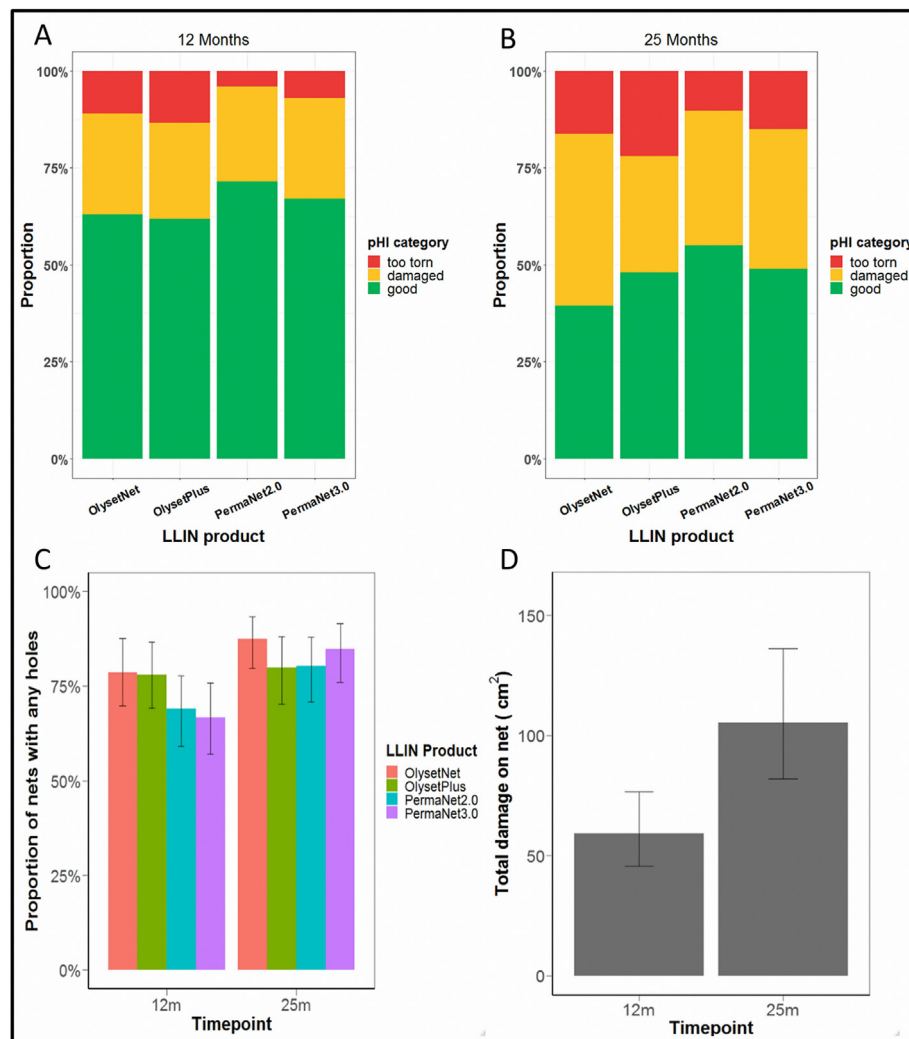 A
12 Months
100%
75%
50%
25%
0%
Proportion
OlysetNet
OlysetPlus
PermaNet2.0
PermaNet3.0
LLIN product
pHI category
too torn
damaged
good
B
25 Months
100%
75%
50%
25%
0%
Proportion
OlysetNet
OlysetPlus
PermaNet2.0
PermaNet3.0
LLIN product
pHI category
too torn
damaged
good
C
100%
75%
50%
25%
0%
Proportion of nets with any holes
12m
25m
Timepoint
LLIN Product
OlysetNet
OlysetPlus
PermaNet2.0
PermaNet3.0
D
150
100
50
0
Total damage on net ( cm²)
12m
25m
Timepoint